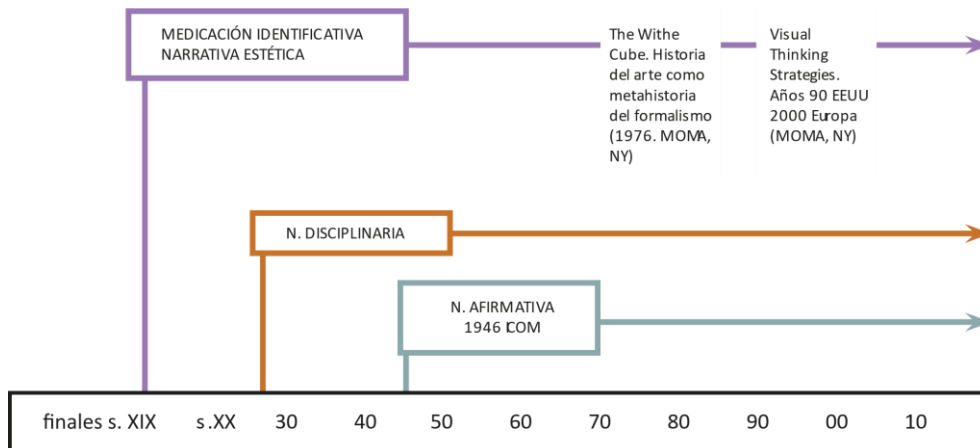 MEDICACIÓN IDENTIFICATIVA
NARRATIVA ESTÉTICA
The Withe
Cube. Historia
del arte como
metahistoria
del formalismo
(1976. MOMA,
NY)
Visual
Thinking
Strategies.
Años 90 EEUU
2000 Europa
(MOMA, NY)
N. DISCIPLINARIA
N. AFIRMATIVA
1946 ICOM
finales s. XIX s.XX 30 40 50 60 70 80 90 00 10